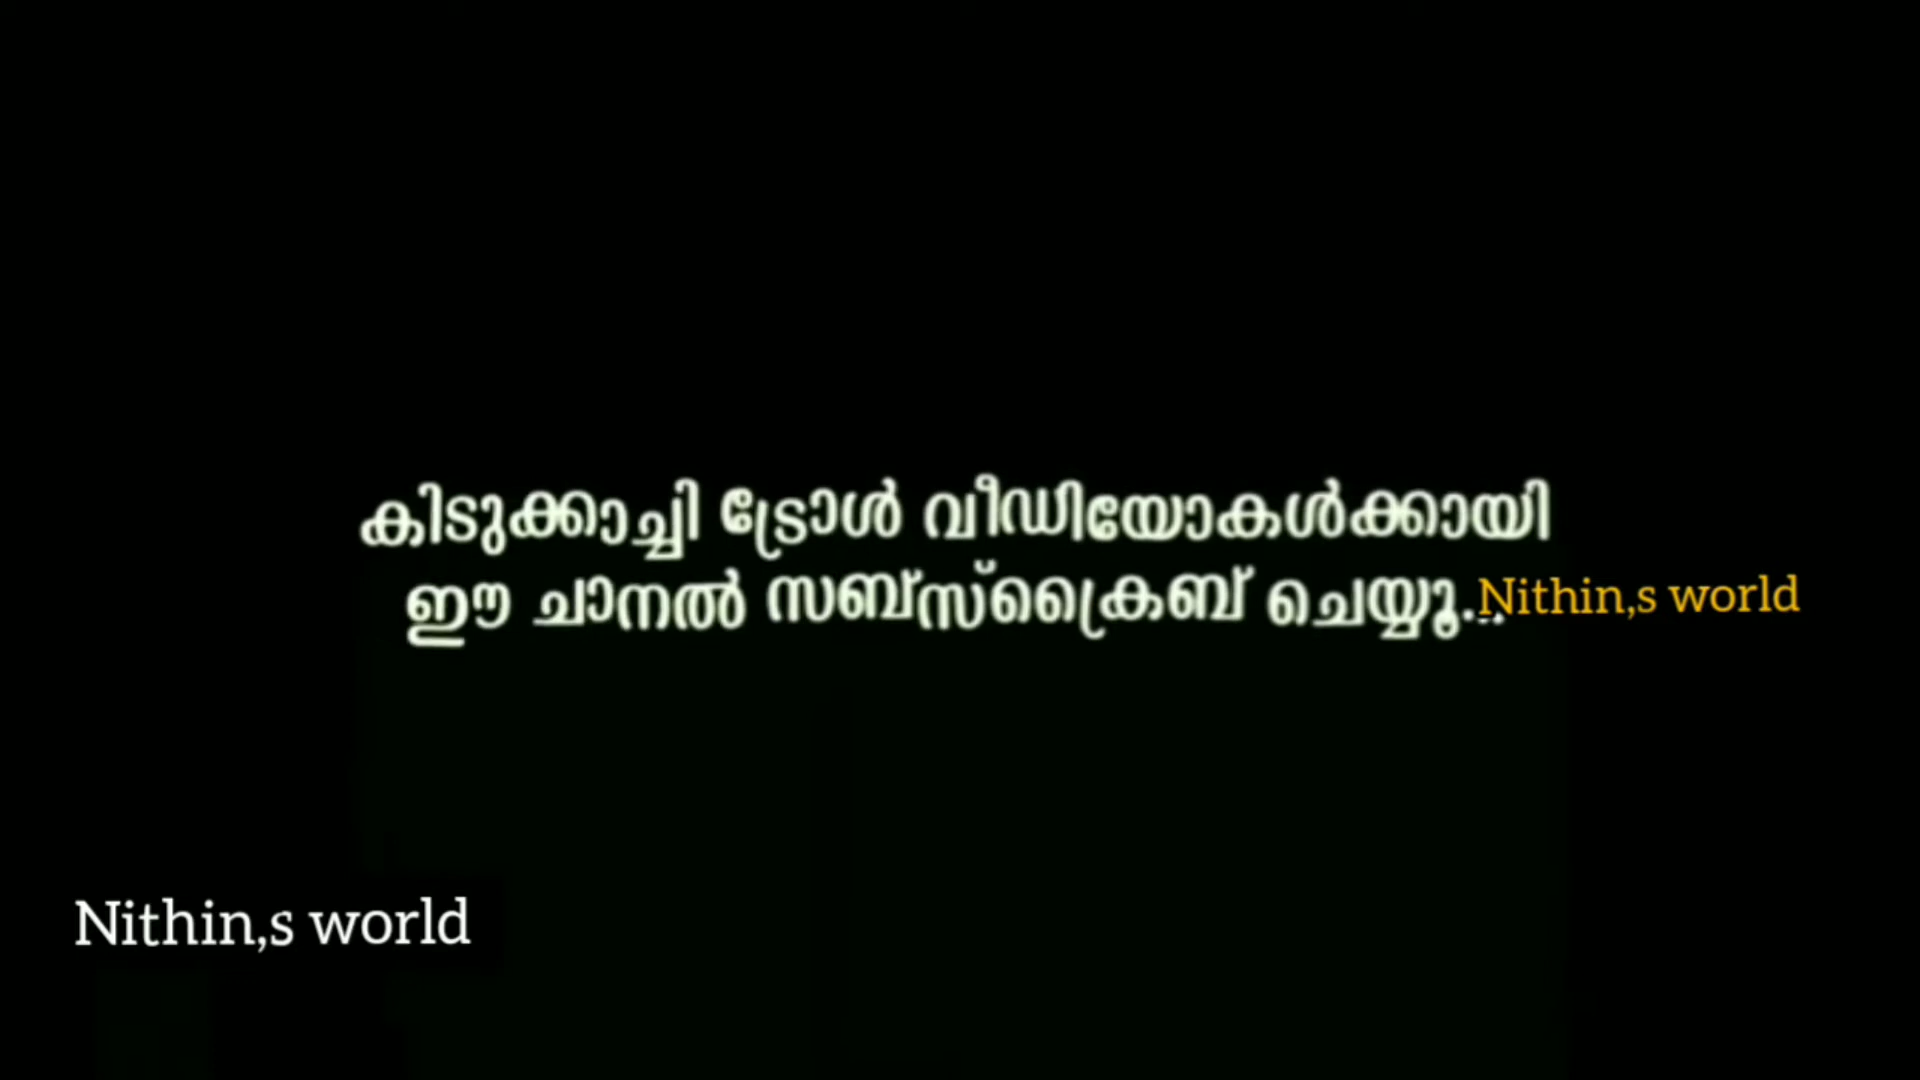 കിടുക്കാച്ചി ട്രോൾ വീഡിയോകൾക്കായി
ഈ ചാനൽ സബ്സ്ക്രൈബ് ചെയ്യൂ...
Nithin,s world
Nithin,s world